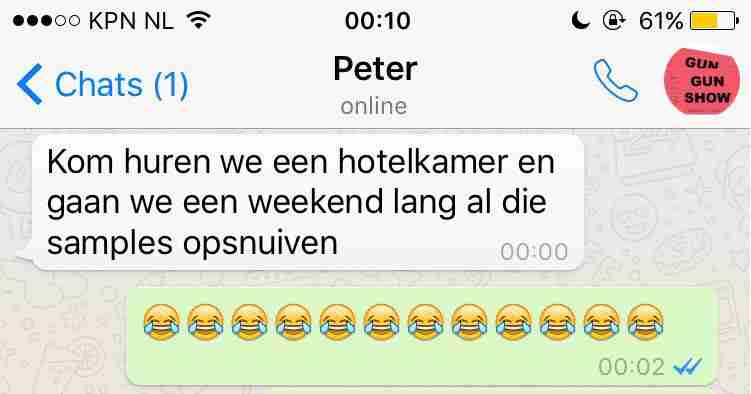 KPN NL 00:10 61%
Chats (1) Peter
online
GUN
GUN
SHOW
Kom huren we een hotelkamer en
gaan we een weekend lang al die
samples opsnuiven
00:00
😂😂😂😂😂😂😂😂😂😂😂😂
00:02